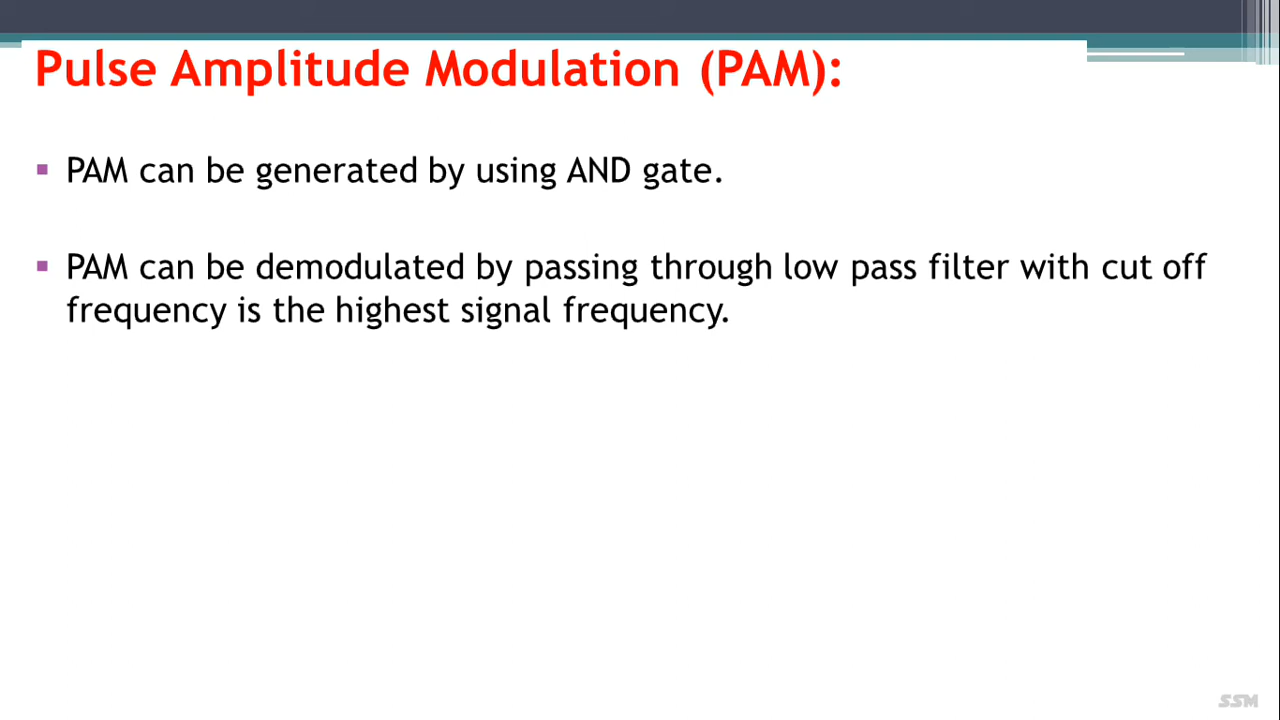 Pulse Amplitude Modulation (PAM):
PAM can be generated by using AND gate.
PAM can be demodulated by passing through low pass filter with cut off
frequency is the highest signal frequency.
SSM